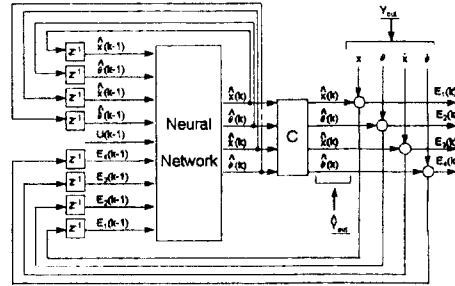 Y_out
x θ ẋ θ̇
z⁻¹ x̂(k-1)
z⁻¹ θ̂(k-1)
z⁻¹ x̂(k-1)
z⁻¹ θ̂(k-1)
U(k-1)
z⁻¹ E₄(k-1)
z⁻¹ E₃(k-1)
z⁻¹ E₂(k-1)
z⁻¹ E₁(k-1)
Neural
Network
x̂(k)
θ̂(k)
x̂(k)
θ̂(k)
C
x̂(k)
θ̂(k)
x̂(k)
θ̂(k)
E₁(k)
E₂(k)
E₃(k)
E₄(k)
Ŷ_out